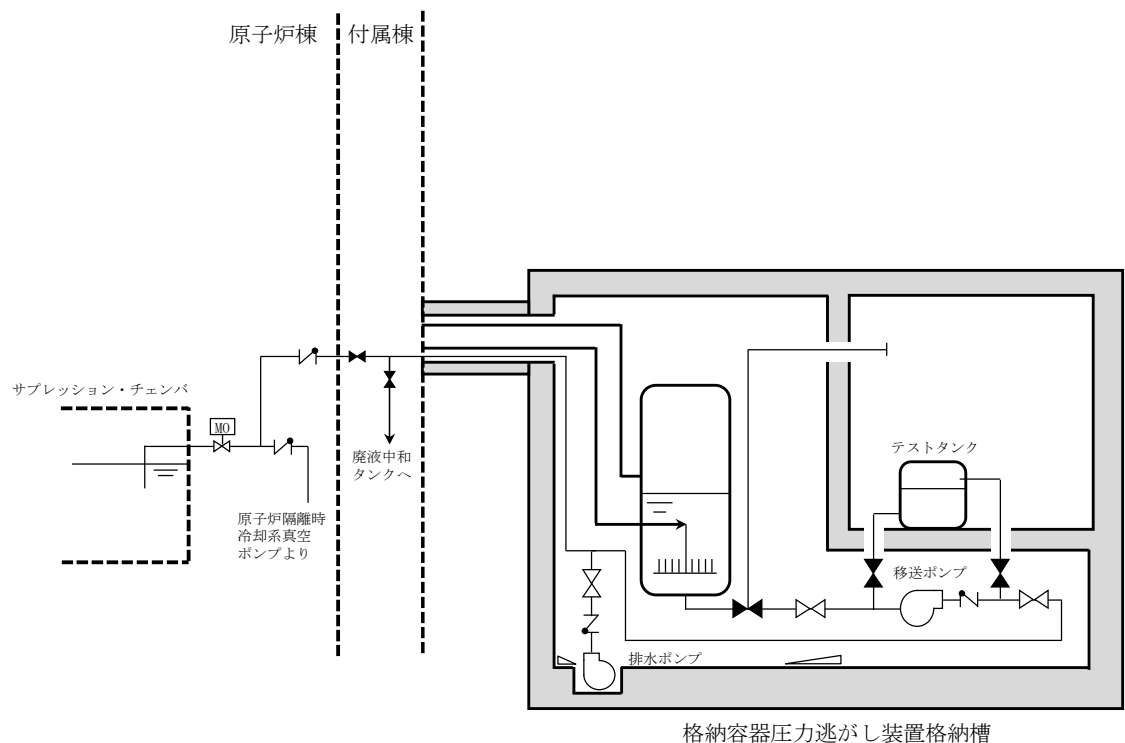 原子炉棟
付属棟
サプレッション・チェンバ
MO
廃液中和
タンクへ
原子炉隔離時
冷却系真空
ポンプより
テストタンク
移送ポンプ
排水ポンプ
格納容器圧力逃がし装置格納槽